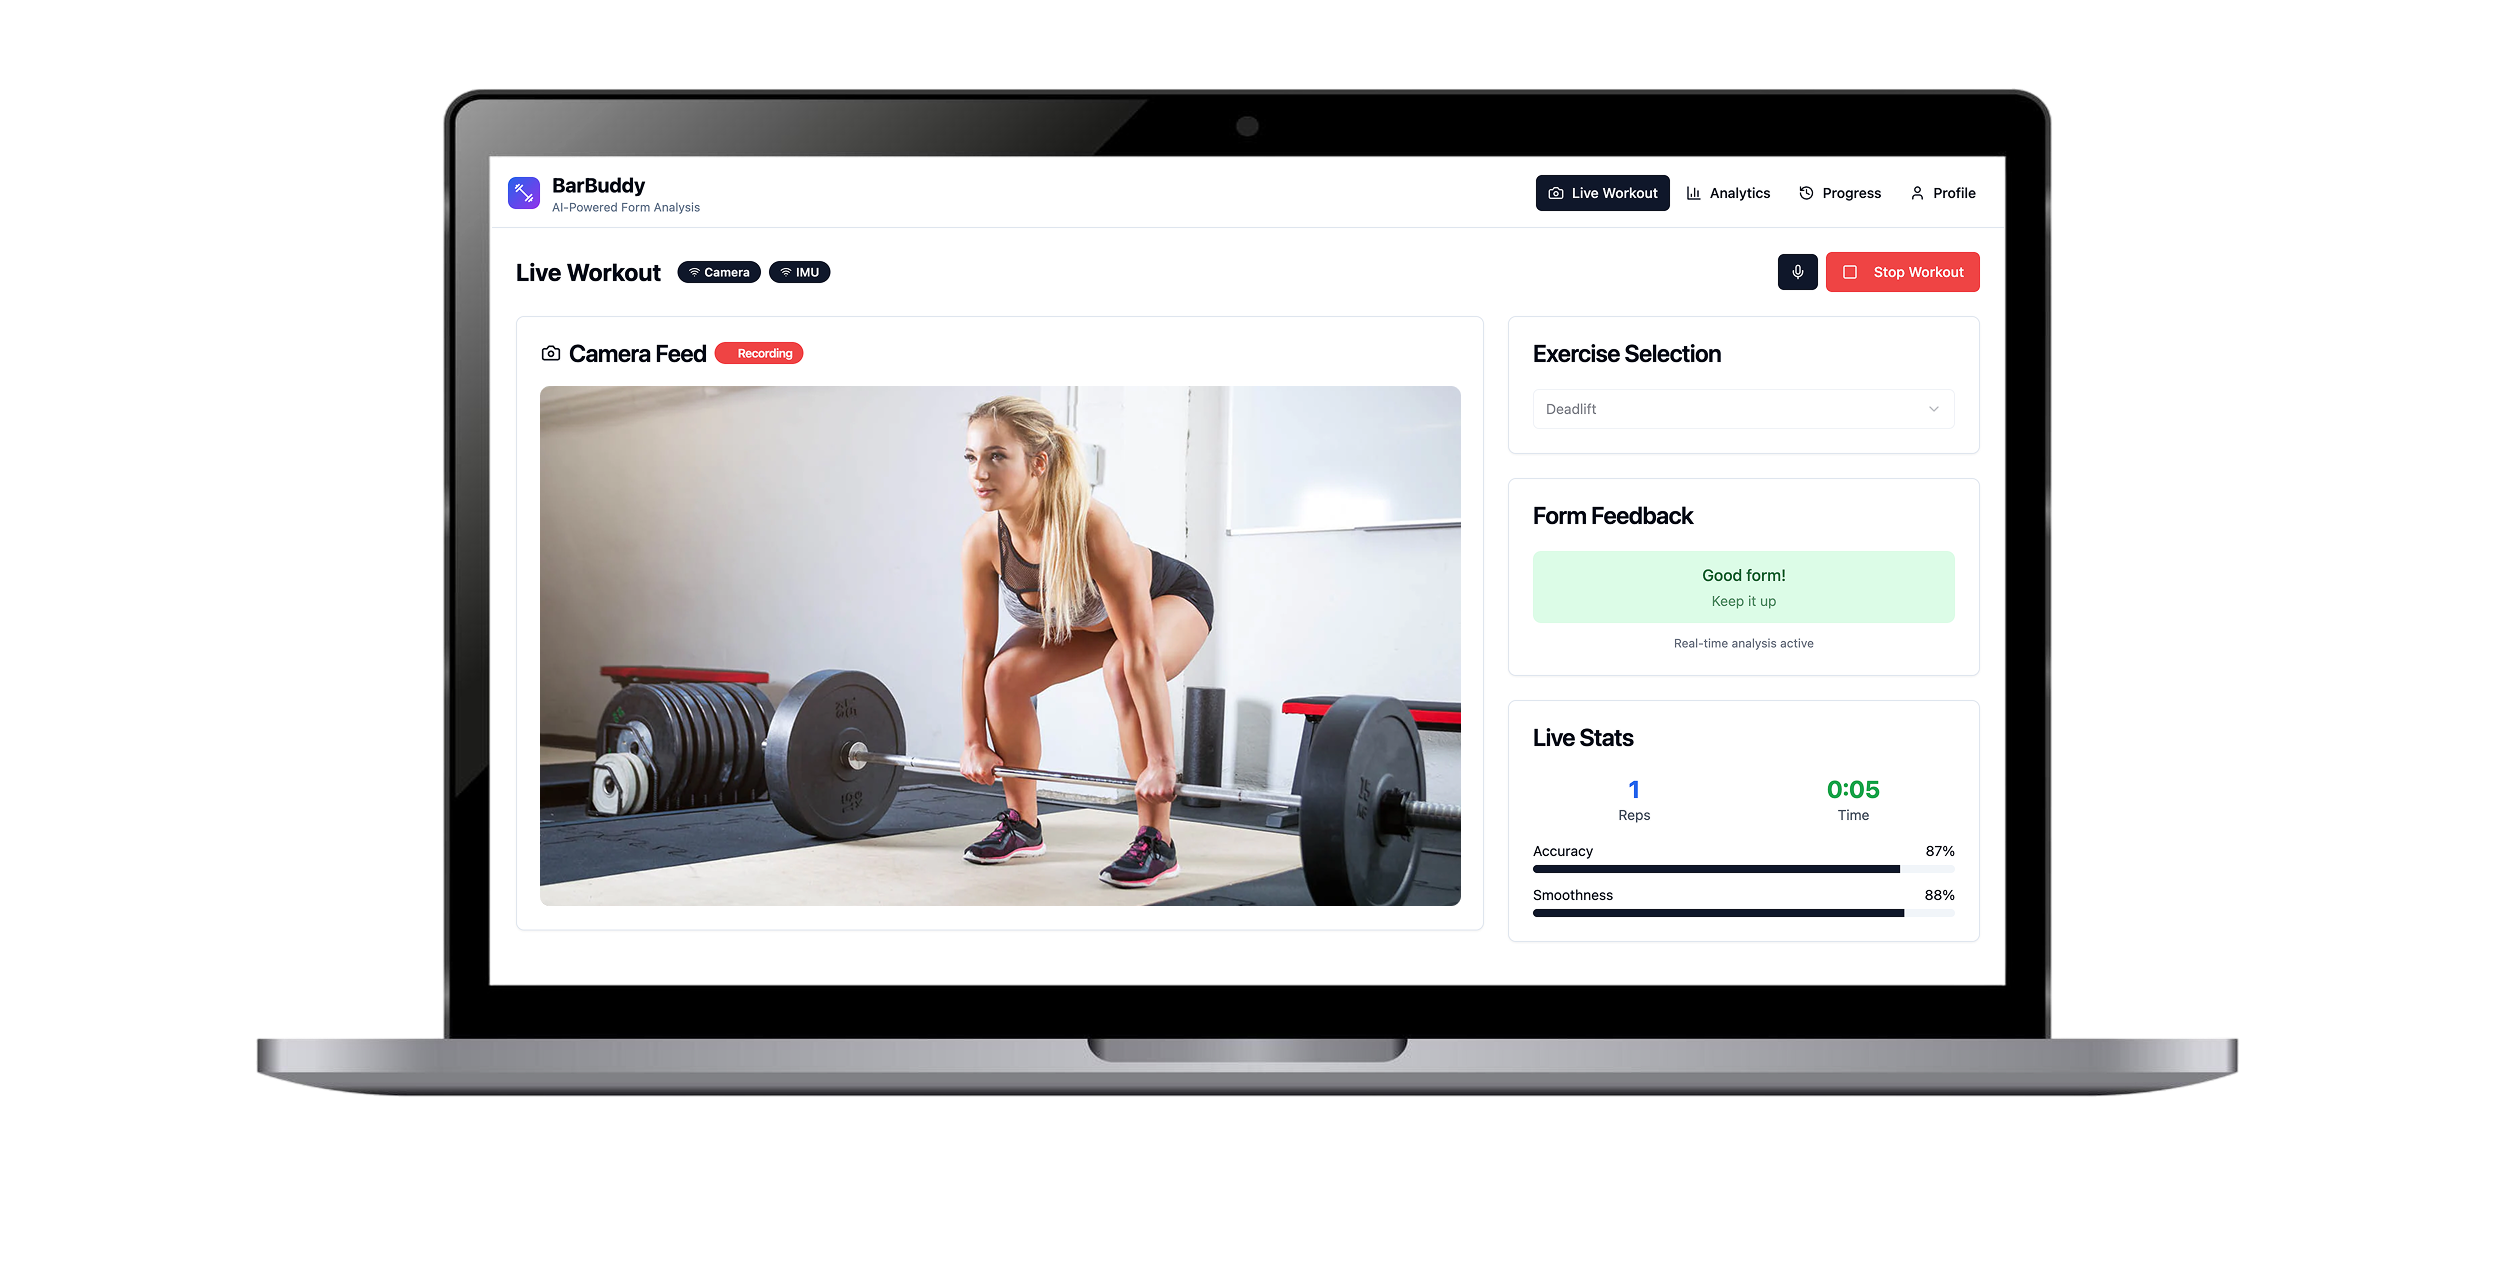 BarBuddy
AI-Powered Form Analysis
Live Workout
Analytics
Progress
Profile
Live Workout
Camera
IMU
Stop Workout
Camera Feed
Recording
Exercise Selection
Deadlift
Form Feedback
Good form!
Keep it up
Real-time analysis active
Live Stats
1
Reps
0:05
Time
Accuracy
87%
Smoothness
88%